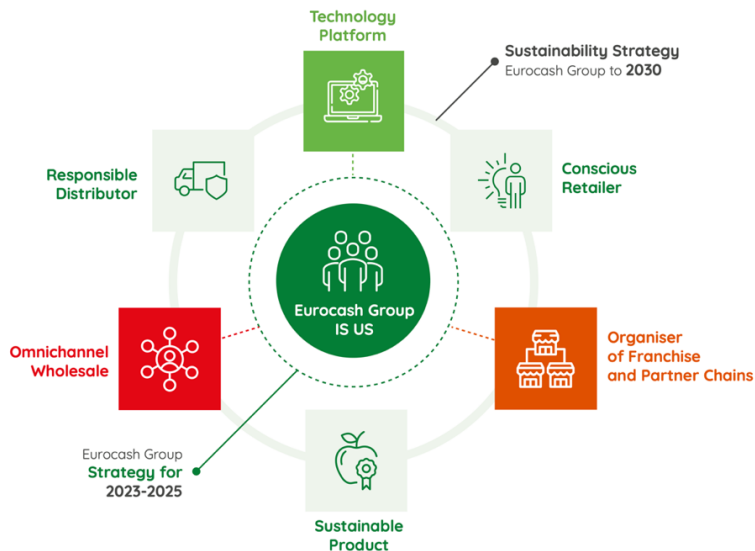 Technology
Platform
Sustainability Strategy
Eurocash Group to 2030
Responsible
Distributor
Conscious
Retailer
Eurocash Group
IS US
Omnichannel
Wholesale
Organiser
of Franchise
and Partner Chains
Eurocash Group
Strategy for
2023-2025
Sustainable
Product